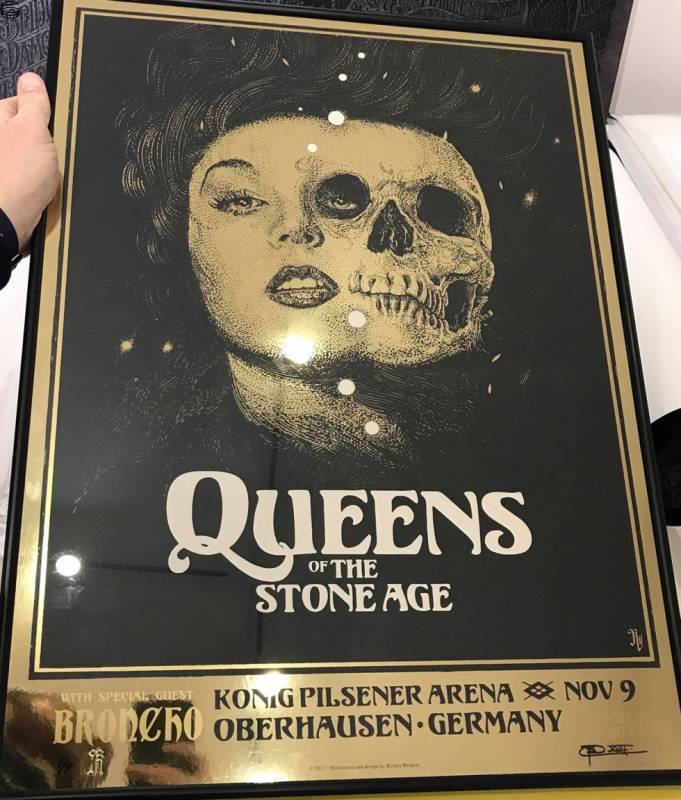 QUEENS
OF THE
STONE AGE
WITH SPECIAL GUEST
BRONCHO
KONIG PILSENER ARENA NOV 9
OBERHAUSEN · GERMANY